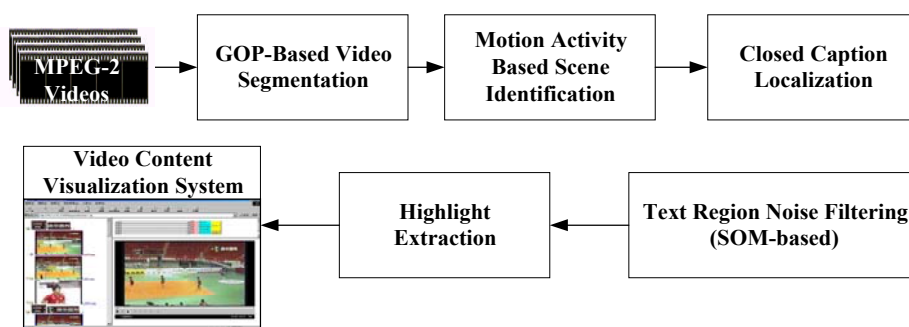 MPEG-2
Videos
GOP-Based Video
Segmentation
Motion Activity
Based Scene
Identification
Closed Caption
Localization
Video Content
Visualization System
Highlight
Extraction
Text Region Noise Filtering
(SOM-based)